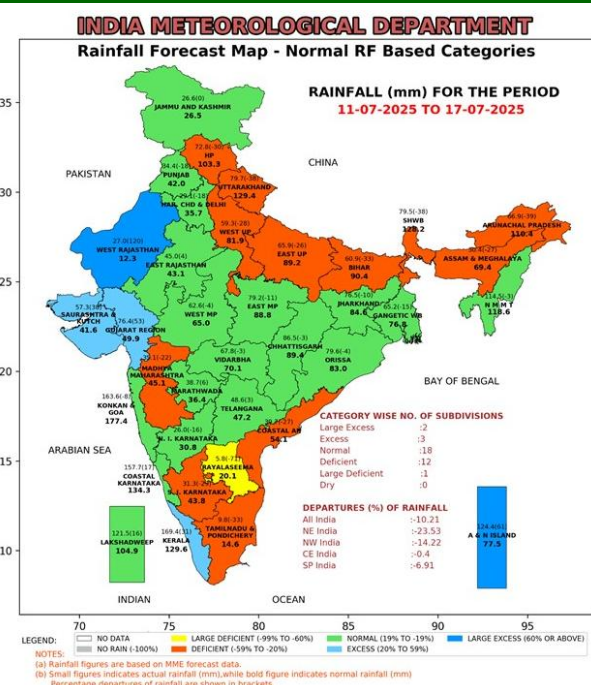 INDIA METEOROLOGICAL DEPARTMENT
Rainfall Forecast Map - Normal RF Based Categories
RAINFALL (mm) FOR THE PERIOD
11-07-2025 TO 17-07-2025
26.6(0)
JAMMU AND KASHMIR
26.5
72.8(-30)
HP
103.3
CHINA
PAKISTAN
34.4(-18)
PUNJAB
42.0
79.7(-38)
UTTARAKHAND
129.4
HAR. CHD & DELHI
35.7
59.3(-28)
WEST UP
81.9
79.5(-38)
SHWB
128.2
66.9(-39)
ARUNACHAL PRADESH
110.4
27.0(120)
WEST RAJASTHAN
12.3
45.0(4)
EAST RAJASTHAN
43.1
65.9(-26)
EAST UP
89.2
60.9(-33)
BIHAR
90.4
ASSAM & MEGHALAYA
69.4
114.5(-3)
N M M T
118.6
SAURASHTRA &
KUTCH
41.6
76.4(53)
GUJARAT REGION
49.9
62.6(-4)
WEST MP
65.0
79.2(-11)
EAST MP
88.8
76.5(-10)
JHARKHAND
84.6
65.2(-15)
GANGETIC WB
76.8
86.5(-3)
CHHATTISGARH
89.4
79.6(-4)
ORISSA
83.0
67.8(-3)
VIDARBHA
70.1
(-22)
MADHYA
MAHARASHTRA
45.1
38.7(6)
MARATHWADA
36.4
163.6(-8)
KONKAN &
GOA
177.4
48.6(3)
TELANGANA
47.2
(-27)
COASTAL AP
54.1
26.0(-16)
N. I. KARNATAKA
30.8
BAY OF BENGAL
ARABIAN SEA
157.7(17)
COASTAL
KARNATAKA
134.3
5.8(-71)
RAYALASEEMA
20.1
S. I. KARNATAKA
43.8
9.8(-33)
TAMILNADU &
PONDICHERY
14.6
169.4(31)
KERALA
129.6
121.5(16)
LAKSHADWEEP
104.9
124.4(61)
A & N ISLAND
77.5
CATEGORY WISE NO. OF SUBDIVISIONS
Large Excess :2
Excess :3
Normal :18
Deficient :12
Large Deficient :1
Dry :0
DEPARTURES (%) OF RAINFALL
All India :-10.21
NE India :-23.53
NW India :-14.22
CE India :-0.4
SP India :-6.91
INDIAN OCEAN
35
30
25
20
15
10
70 75 80 85 90 95
LEGEND:
NO DATA
LARGE DEFICIENT (-99% TO -60%)
NORMAL (19% TO -19%)
LARGE EXCESS (60% OR ABOVE)
NO RAIN (-100%)
DEFICIENT (-59% TO -20%)
EXCESS (20% TO 59%)
NOTES:
(a) Rainfall figures are based on MME forecast data.
(b) Small figures indicates actual rainfall (mm),while bold figure indicates normal rainfall (mm)
Percentage departures of rainfall are shown in brackets.